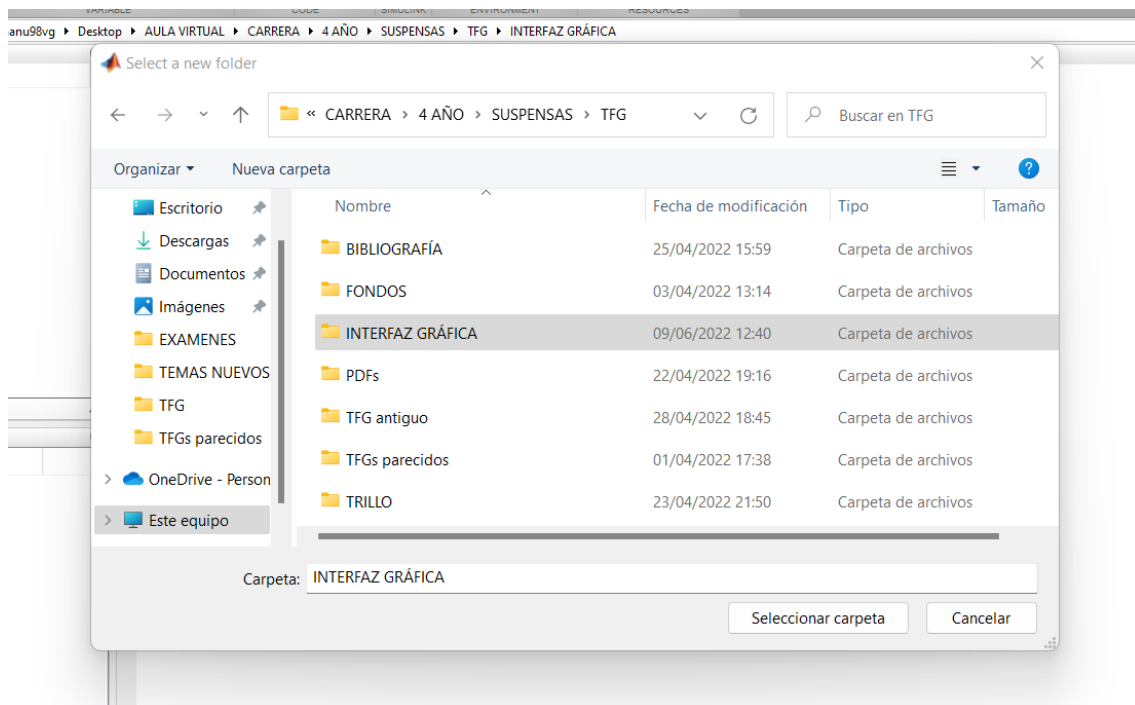 VARIABLE CODE SIMULINK ENVIRONMENT RESOURCES
anu98vg ▸ Desktop ▸ AULA VIRTUAL ▸ CARRERA ▸ 4 AÑO ▸ SUSPENSAS ▸ TFG ▸ INTERFAZ GRÁFICA
Select a new folder
« CARRERA > 4 AÑO > SUSPENSAS > TFG
Buscar en TFG
Organizar Nueva carpeta
Escritorio
Descargas
Documentos
Imágenes
EXAMENES
TEMAS NUEVOS
TFG
TFGs parecidos
OneDrive - Person
Este equipo
Nombre Fecha de modificación Tipo Tamaño
BIBLIOGRAFÍA 25/04/2022 15:59 Carpeta de archivos
FONDOS 03/04/2022 13:14 Carpeta de archivos
INTERFAZ GRÁFICA 09/06/2022 12:40 Carpeta de archivos
PDFs 22/04/2022 19:16 Carpeta de archivos
TFG antiguo 28/04/2022 18:45 Carpeta de archivos
TFGs parecidos 01/04/2022 17:38 Carpeta de archivos
TRILLO 23/04/2022 21:50 Carpeta de archivos
Carpeta: INTERFAZ GRÁFICA
Seleccionar carpeta Cancelar